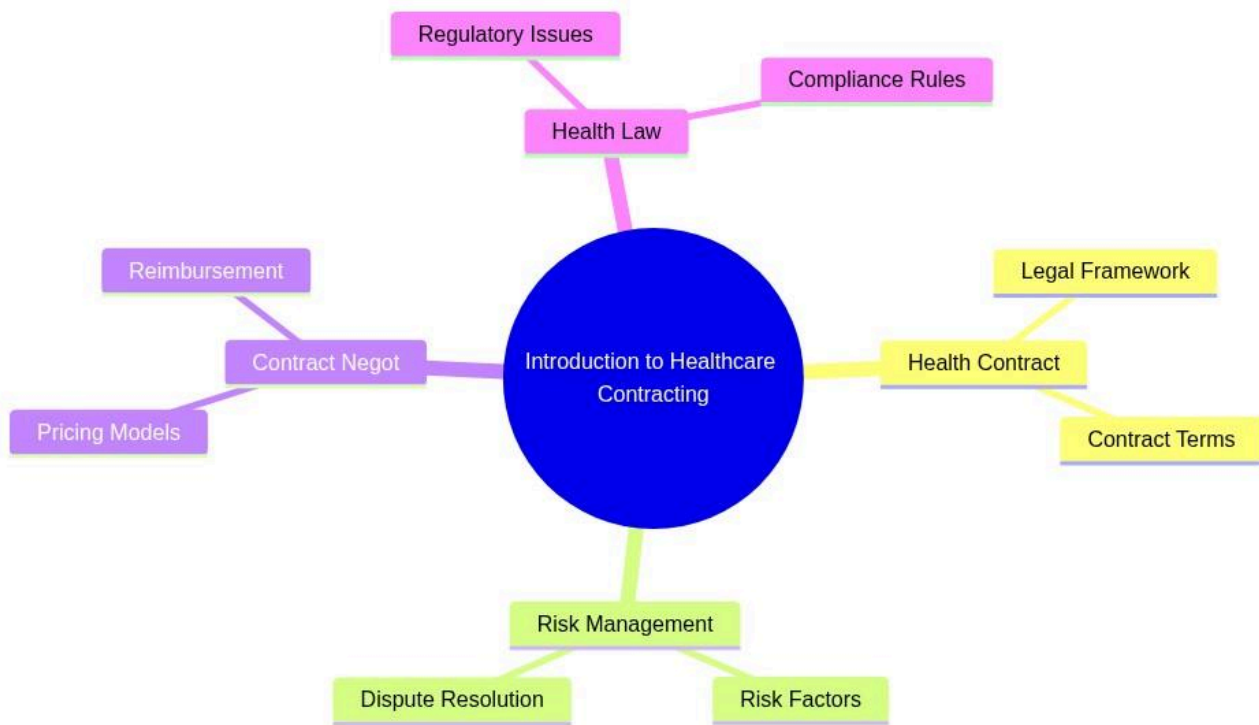 Regulatory Issues
Compliance Rules
Health Law
Reimbursement
Legal Framework
Contract Negot
Introduction to Healthcare
Contracting
Health Contract
Pricing Models
Contract Terms
Risk Management
Dispute Resolution
Risk Factors